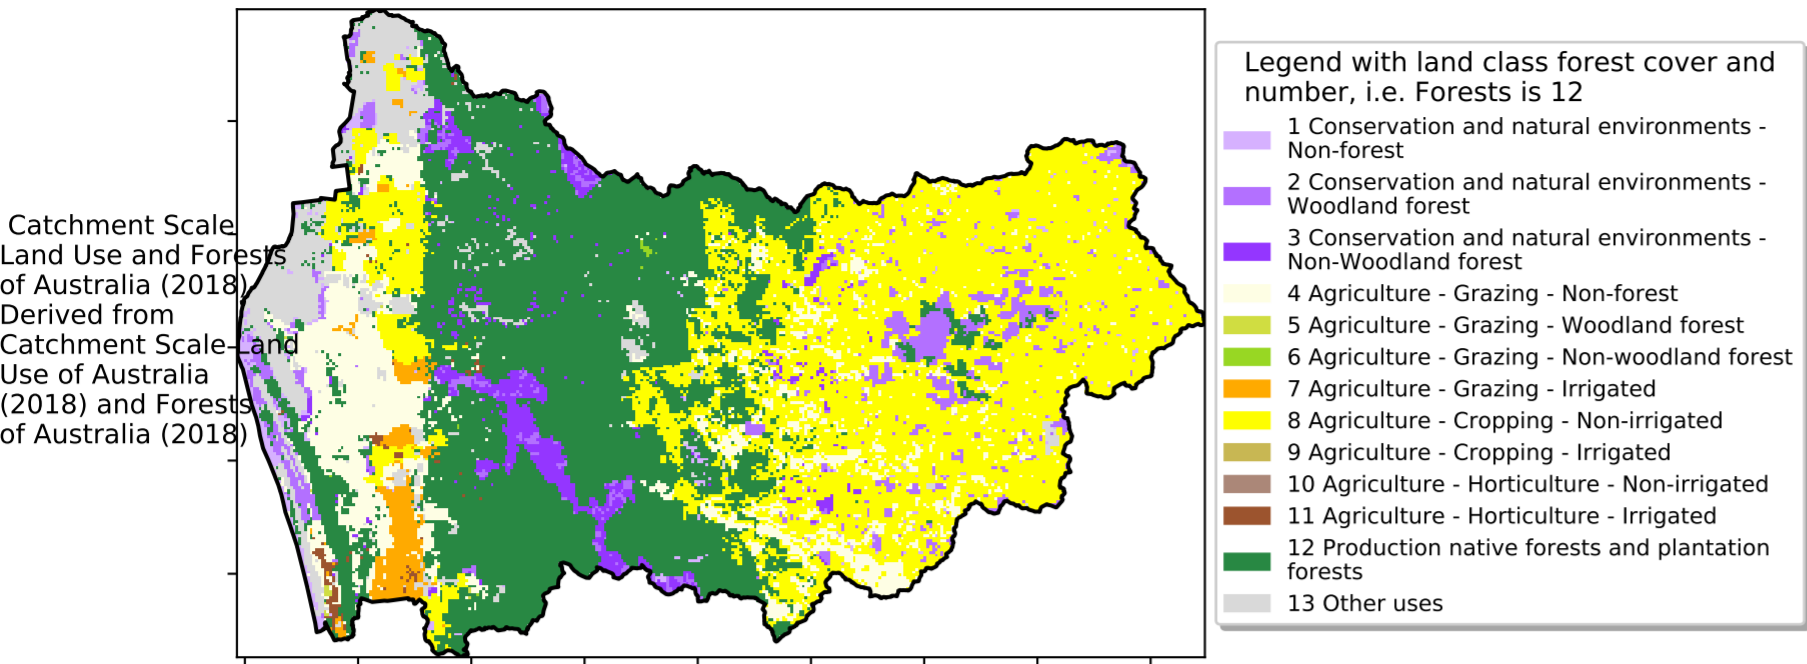 Catchment Scale
Land Use and Forests
of Australia (2018)
Derived from
Catchment Scale Land
Use of Australia
(2018) and Forests
of Australia (2018)
Legend with land class forest cover and
number, i.e. Forests is 12
1 Conservation and natural environments -
Non-forest
2 Conservation and natural environments -
Woodland forest
3 Conservation and natural environments -
Non-Woodland forest
4 Agriculture - Grazing - Non-forest
5 Agriculture - Grazing - Woodland forest
6 Agriculture - Grazing - Non-woodland forest
7 Agriculture - Grazing - Irrigated
8 Agriculture - Cropping - Non-irrigated
9 Agriculture - Cropping - Irrigated
10 Agriculture - Horticulture - Non-irrigated
11 Agriculture - Horticulture - Irrigated
12 Production native forests and plantation
forests
13 Other uses